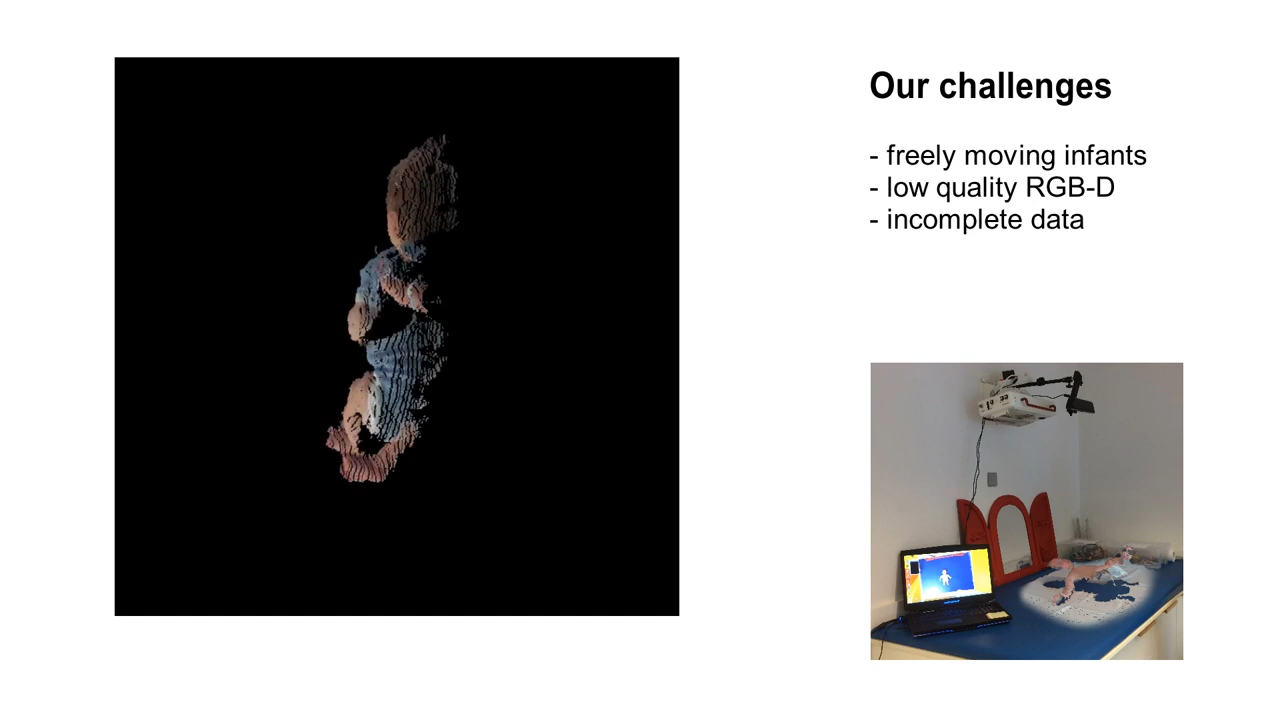 Our challenges
- freely moving infants
- low quality RGB-D
- incomplete data